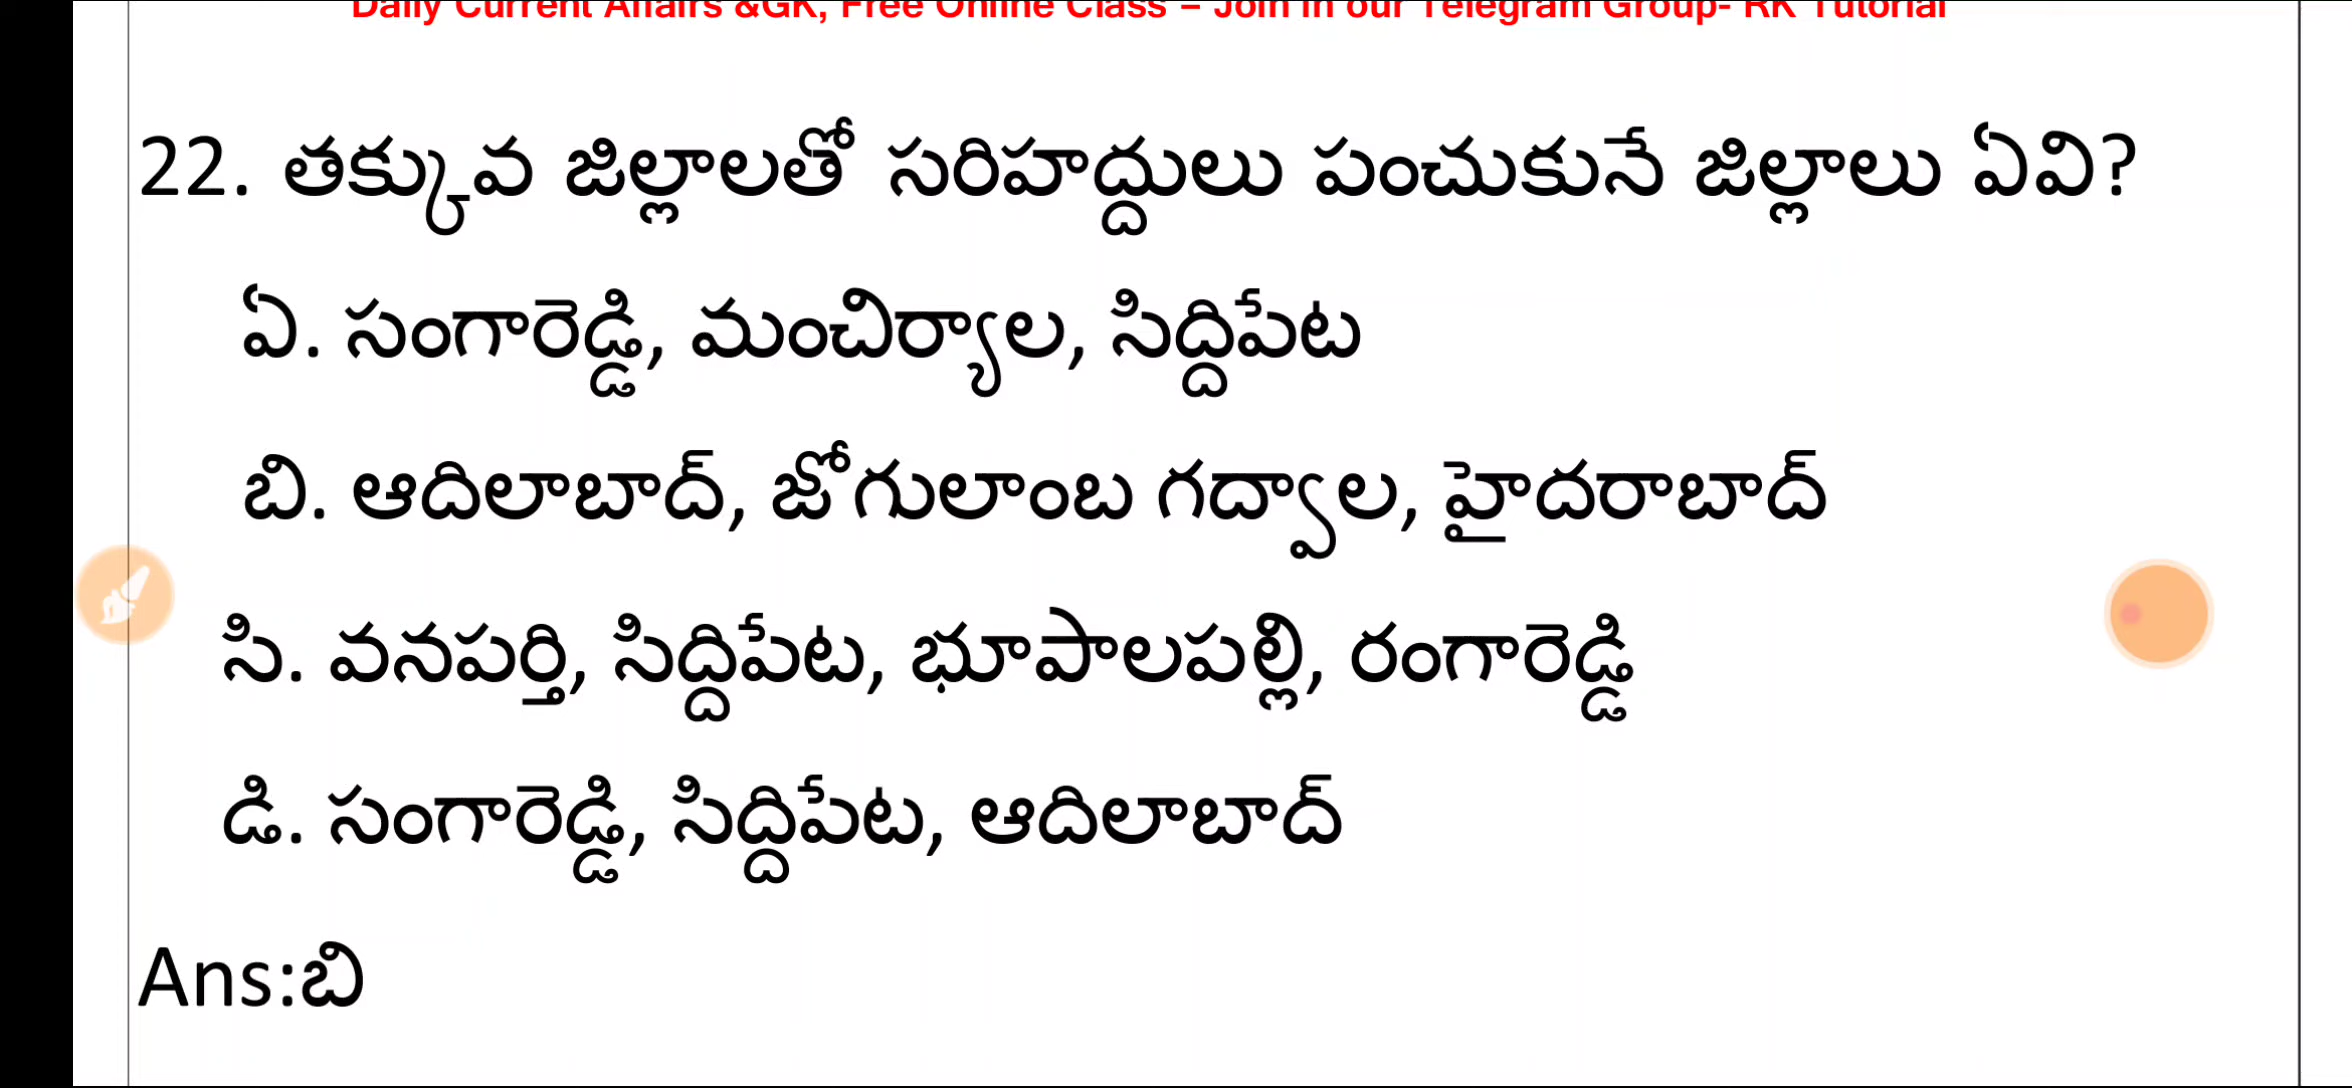 Daily Current Affairs &GK, Free Online Class – Join in our Telegram Group- RK Tutorial
22. తక్కువ జిల్లాలతో సరిహద్దులు పంచుకునే జిల్లాలు ఏవి?
ఏ. సంగారెడ్డి, మంచిర్యాల, సిద్దిపేట
బి. ఆదిలాబాద్, జోగులాంబ గద్వాల, హైదరాబాద్
సి. వనపర్తి, సిద్దిపేట, భూపాలపల్లి, రంగారెడ్డి
డి. సంగారెడ్డి, సిద్దిపేట, ఆదిలాబాద్
Ans:బి